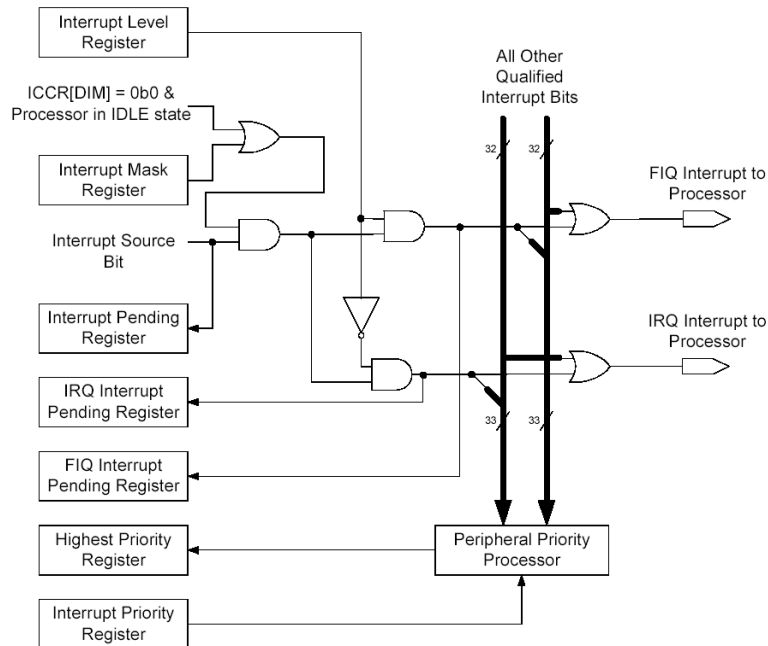 Interrupt Level
Register
ICCR[DIM] = 0b0 &
Processor in IDLE state
Interrupt Mask
Register
Interrupt Source
Bit
Interrupt Pending
Register
IRQ Interrupt
Pending Register
FIQ Interrupt
Pending Register
Highest Priority
Register
Interrupt Priority
Register
All Other
Qualified
Interrupt Bits
32
32
33
33
Peripheral Priority
Processor
FIQ Interrupt to
Processor
IRQ Interrupt to
Processor